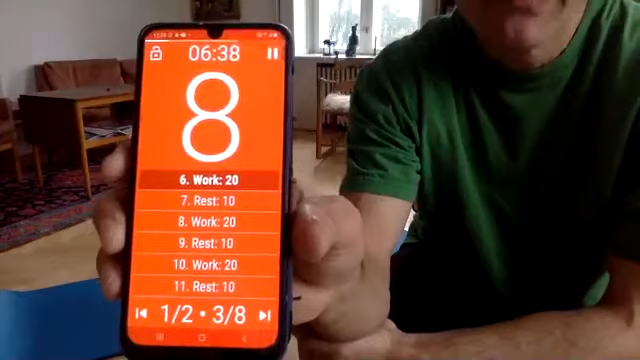 06:38
8
6. Work: 20
7. Rest: 10
8. Work: 20
9. Rest: 10
10. Work: 20
11. Rest: 10
1/2 • 3/8